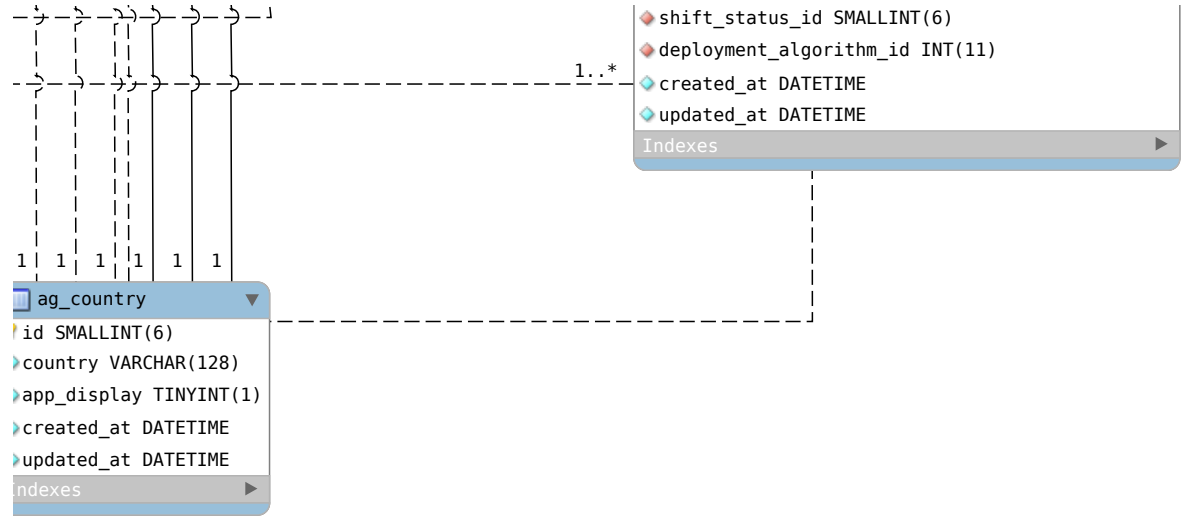 shift_status_id SMALLINT(6)
deployment_algorithm_id INT(11)
1..*
created_at DATETIME
updated_at DATETIME
Indexes
1 1 1 1 1 1
ag_country
id SMALLINT(6)
country VARCHAR(128)
app_display TINYINT(1)
created_at DATETIME
updated_at DATETIME
Indexes